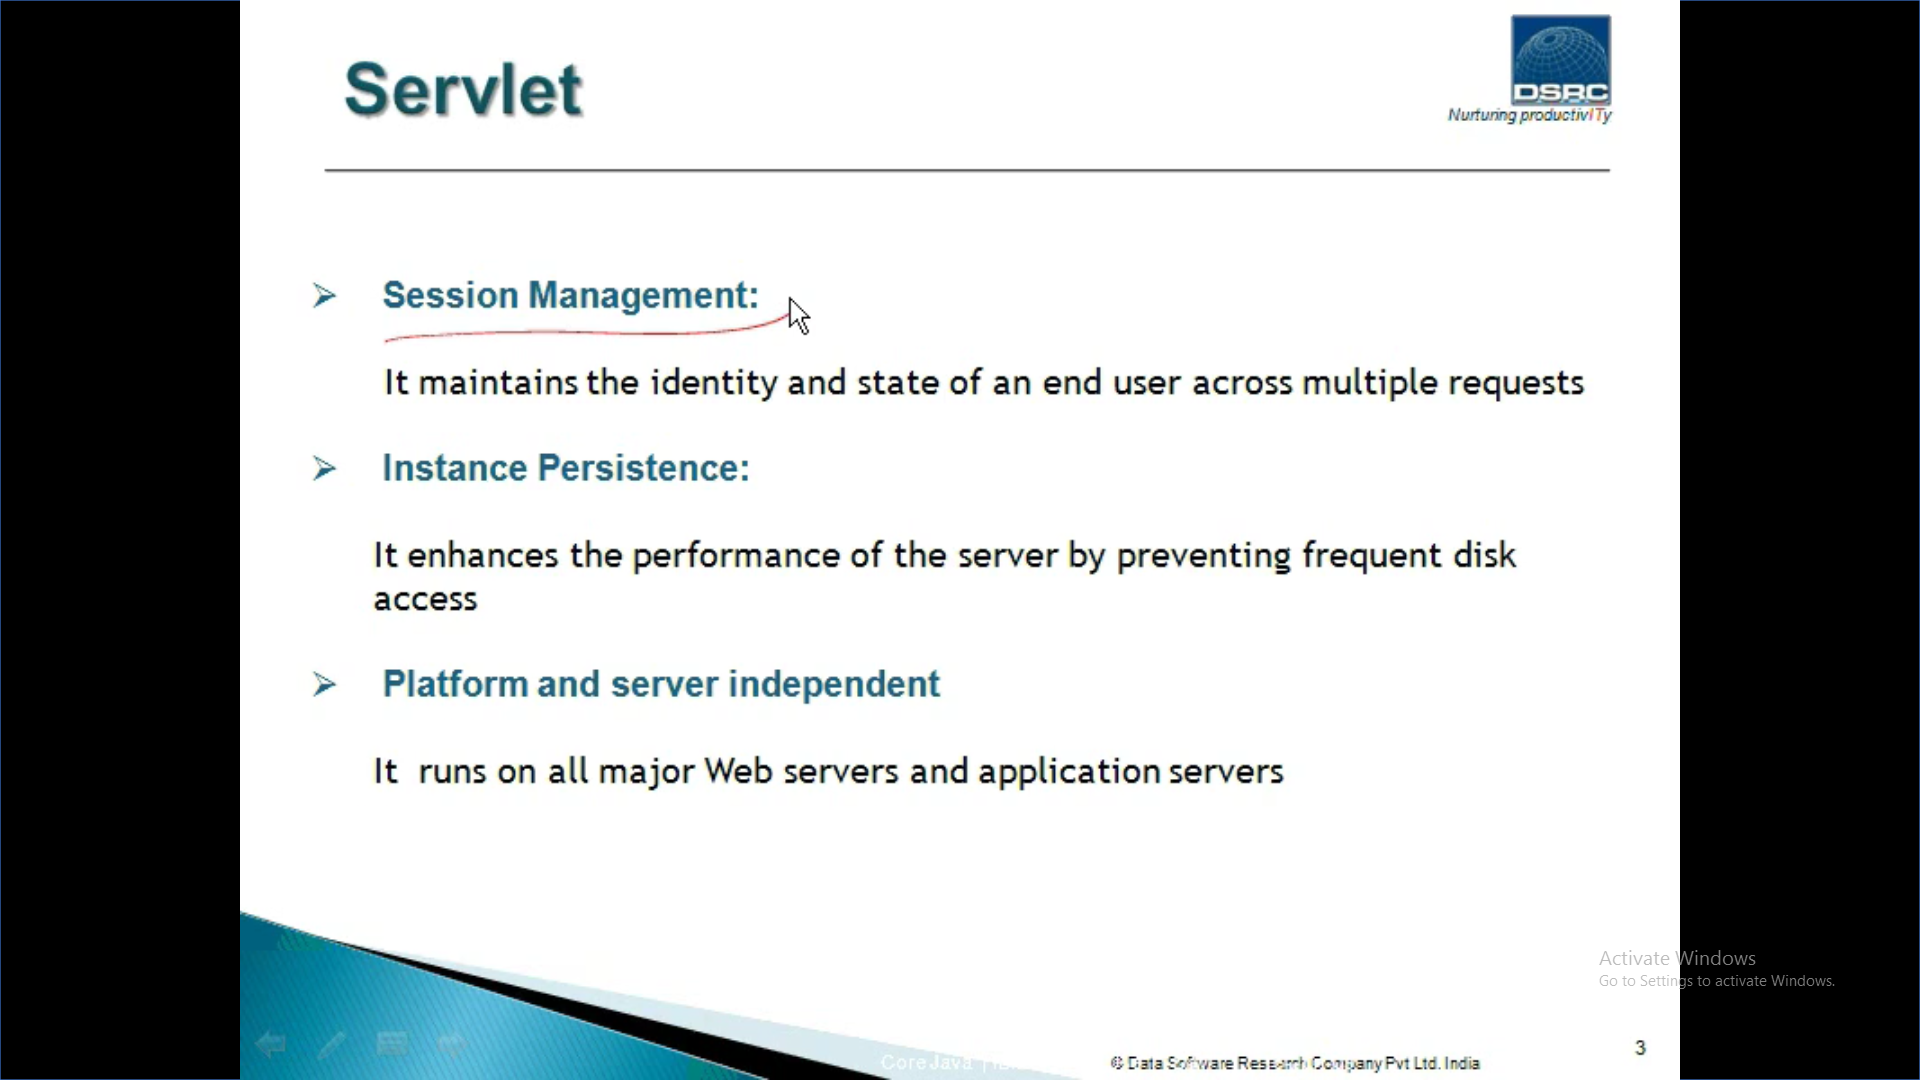 Servlet
DSRC
Nurturing productivITy
Session Management:
It maintains the identity and state of an end user across multiple requests
Instance Persistence:
It enhances the performance of the server by preventing frequent disk
access
Platform and server independent
It runs on all major Web servers and application servers
Activate Windows
Go to Settings to activate Windows.
3
Core Java
© Data Software Research Company Pvt Ltd. India